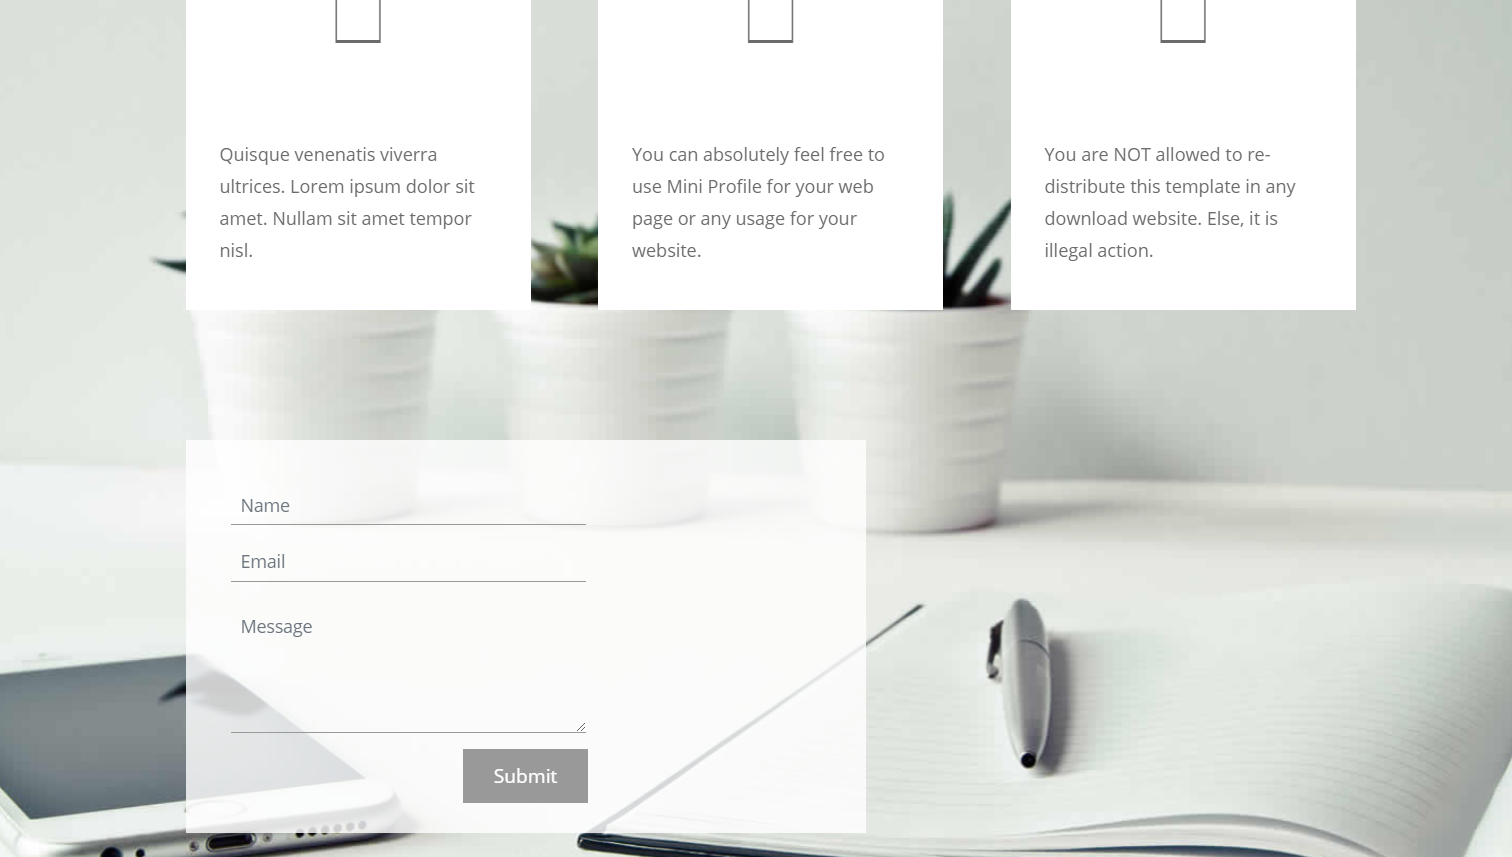 Quisque venenatis viverra
ultrices. Lorem ipsum dolor sit
amet. Nullam sit amet tempor
nisl.
You can absolutely feel free to
use Mini Profile for your web
page or any usage for your
website.
You are NOT allowed to re-
distribute this template in any
download website. Else, it is
illegal action.
Name
Email
Message
Submit